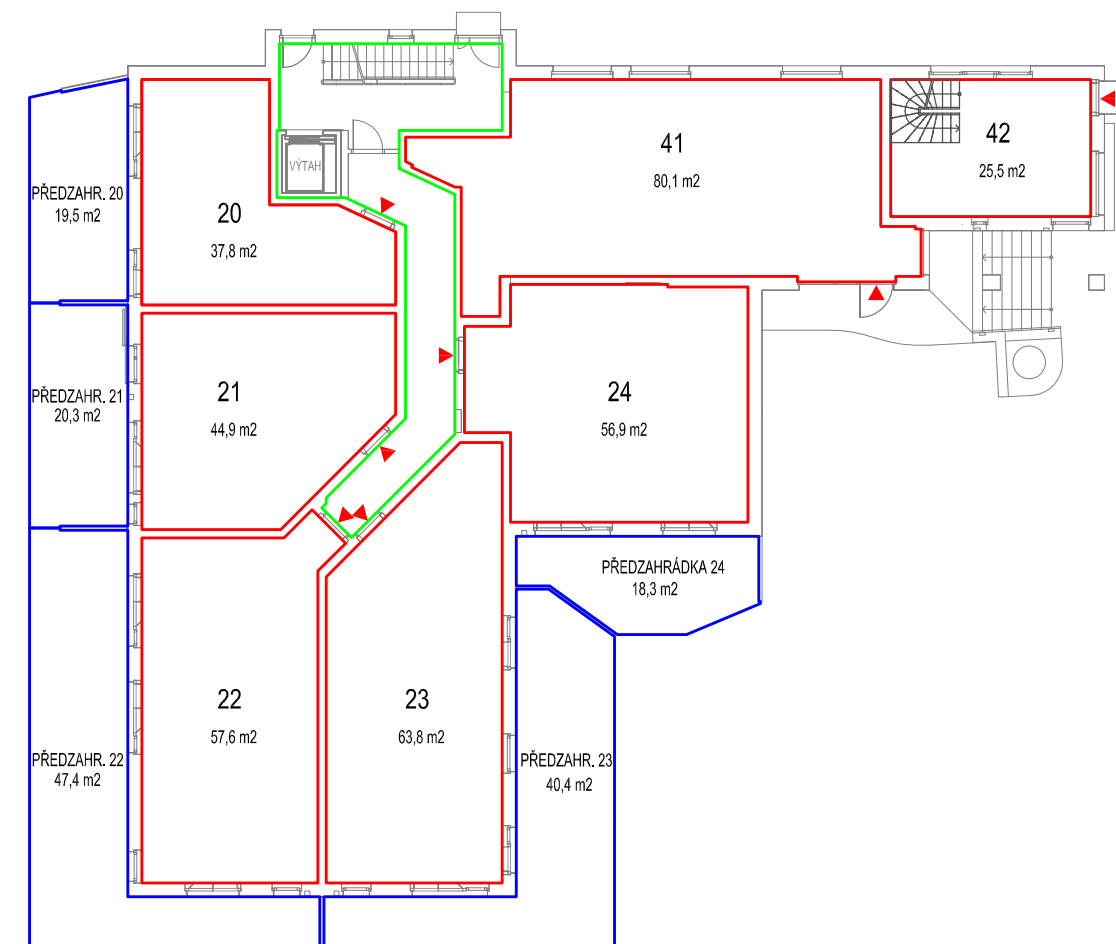 41
80,1 m2
42
25,5 m2
VÝTAH
PŘEDZAHR. 20
19,5 m2
20
37,8 m2
PŘEDZAHR. 21
20,3 m2
21
44,9 m2
24
56,9 m2
PŘEDZAHRÁDKA 24
18,3 m2
22
57,6 m2
23
63,8 m2
PŘEDZAHR. 22
47,4 m2
PŘEDZAHR. 23
40,4 m2